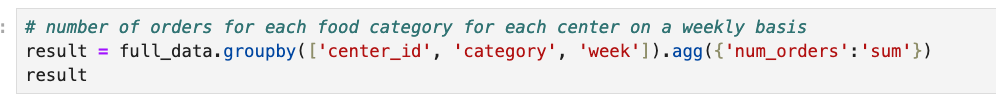 :
# number of orders for each food category for each center on a weekly basis
result = full_data.groupby(['center_id', 'category', 'week']).agg({'num_orders':'sum'})
result